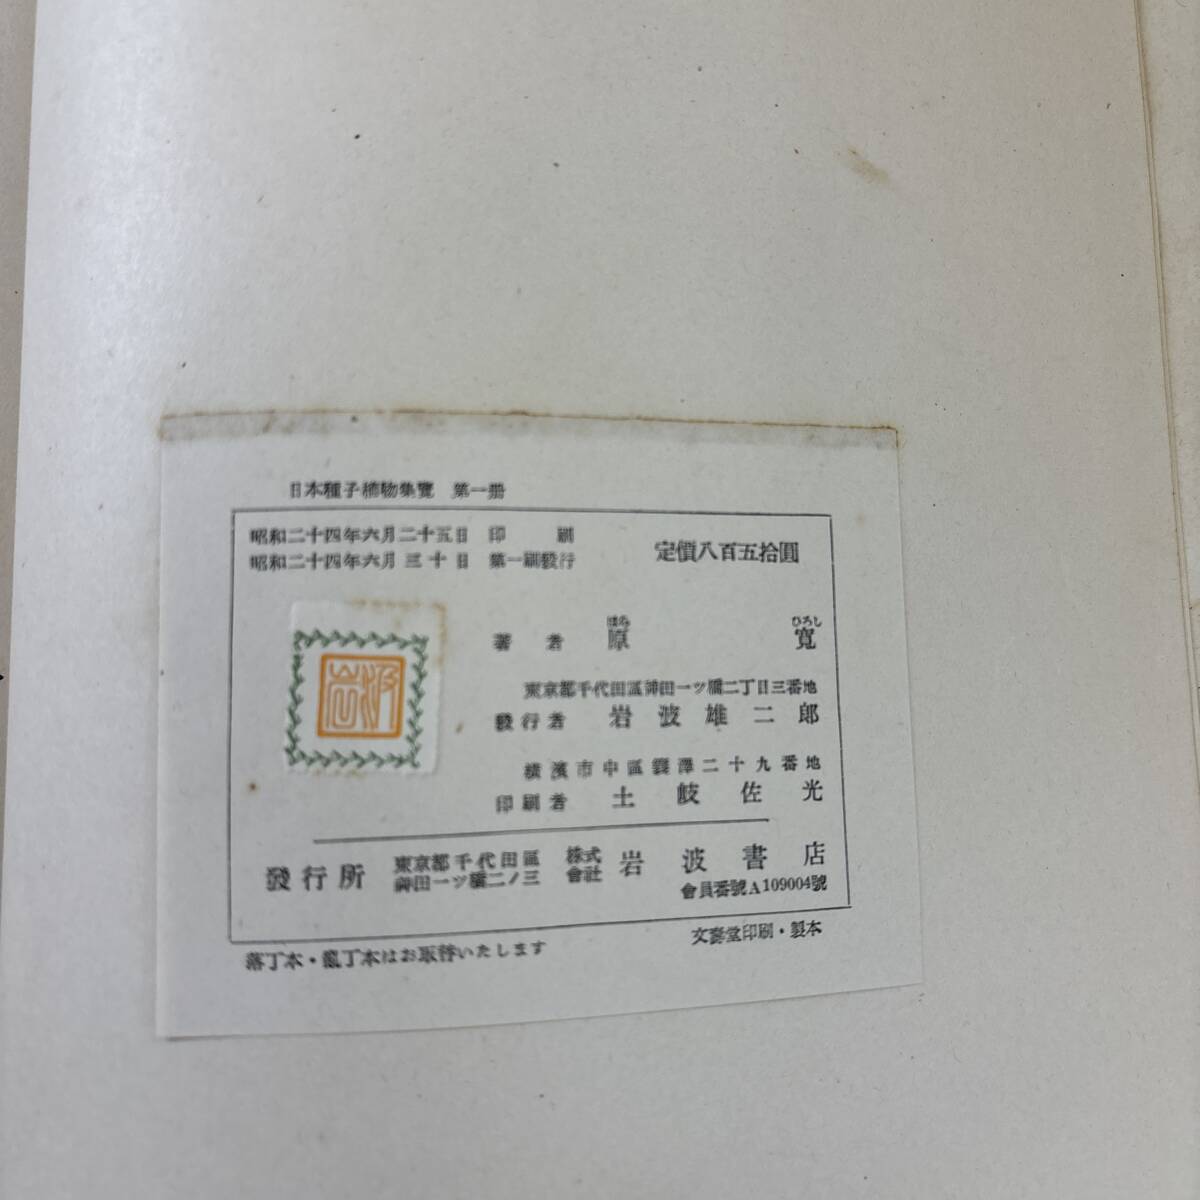 日本種子植物集覽 第一册
昭和二十四年六月二十五日 印刷
昭和二十四年六月三十日 第一刷發行
定價八百五拾圓
はら ひろし
著者 原 寬
東京都千代田區神田一ツ橋二丁目三番地
發行者 岩波雄二郎
橫濱市中區蓑澤二十九番地
印刷者 土岐佐光
發行所 東京都千代田區神田一ツ橋二ノ三 株式會社 岩波書店
會員番號A109004號
落丁本・亂丁本はお取替いたします
文壽堂印刷・製本
岩波